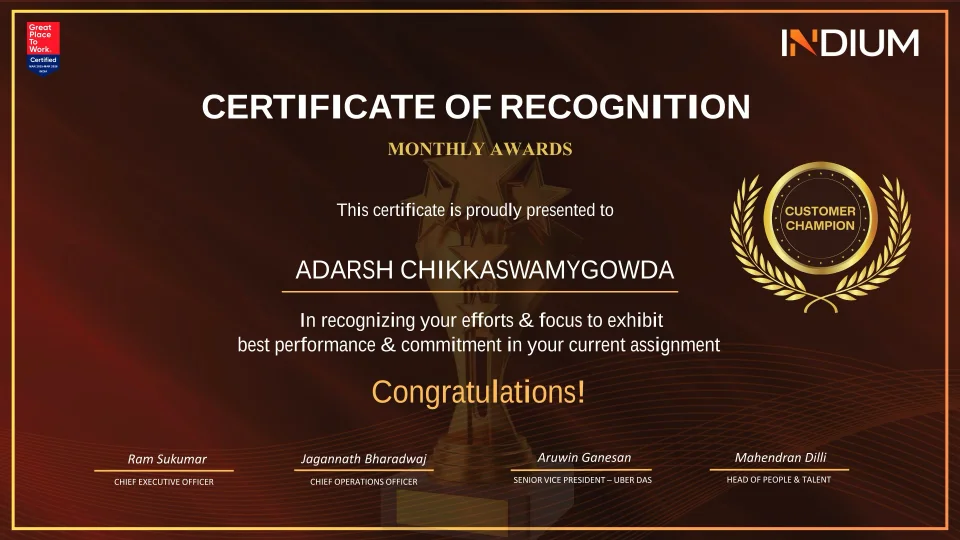 Great
Place
To
Work.
Certified
INDIUM
CERTIFICATE OF RECOGNITION
MONTHLY AWARDS
This certificate is proudly presented to
CUSTOMER
CHAMPION
ADARSH CHIKKASWAMYGOWDA
In recognizing your efforts & focus to exhibit
best performance & commitment in your current assignment
Congratulations!
Ram Sukumar
CHIEF EXECUTIVE OFFICER
Jagannath Bharadwaj
CHIEF OPERATIONS OFFICER
Aruwin Ganesan
SENIOR VICE PRESIDENT – UBER DAS
Mahendran Dilli
HEAD OF PEOPLE & TALENT